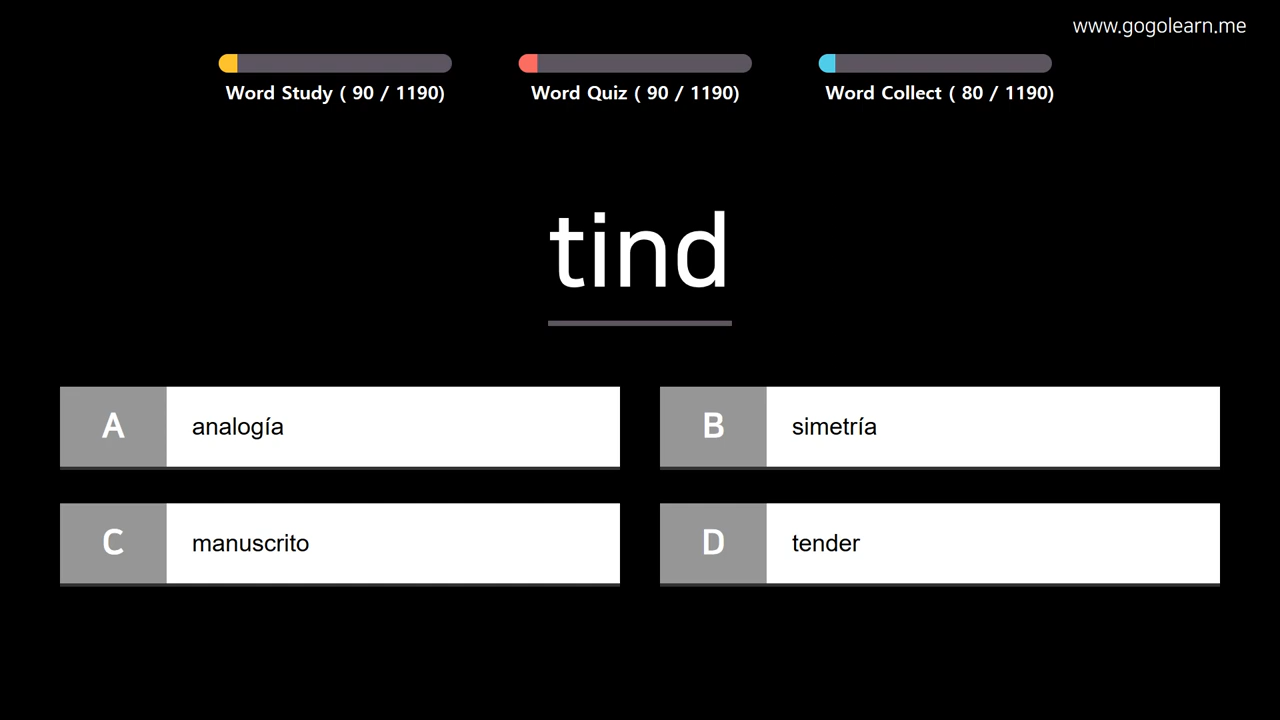 www.gogolearn.me
Word Study ( 90 / 1190)
Word Quiz ( 90 / 1190)
Word Collect ( 80 / 1190)
tind
A analogía
B simetría
C manuscrito
D tender